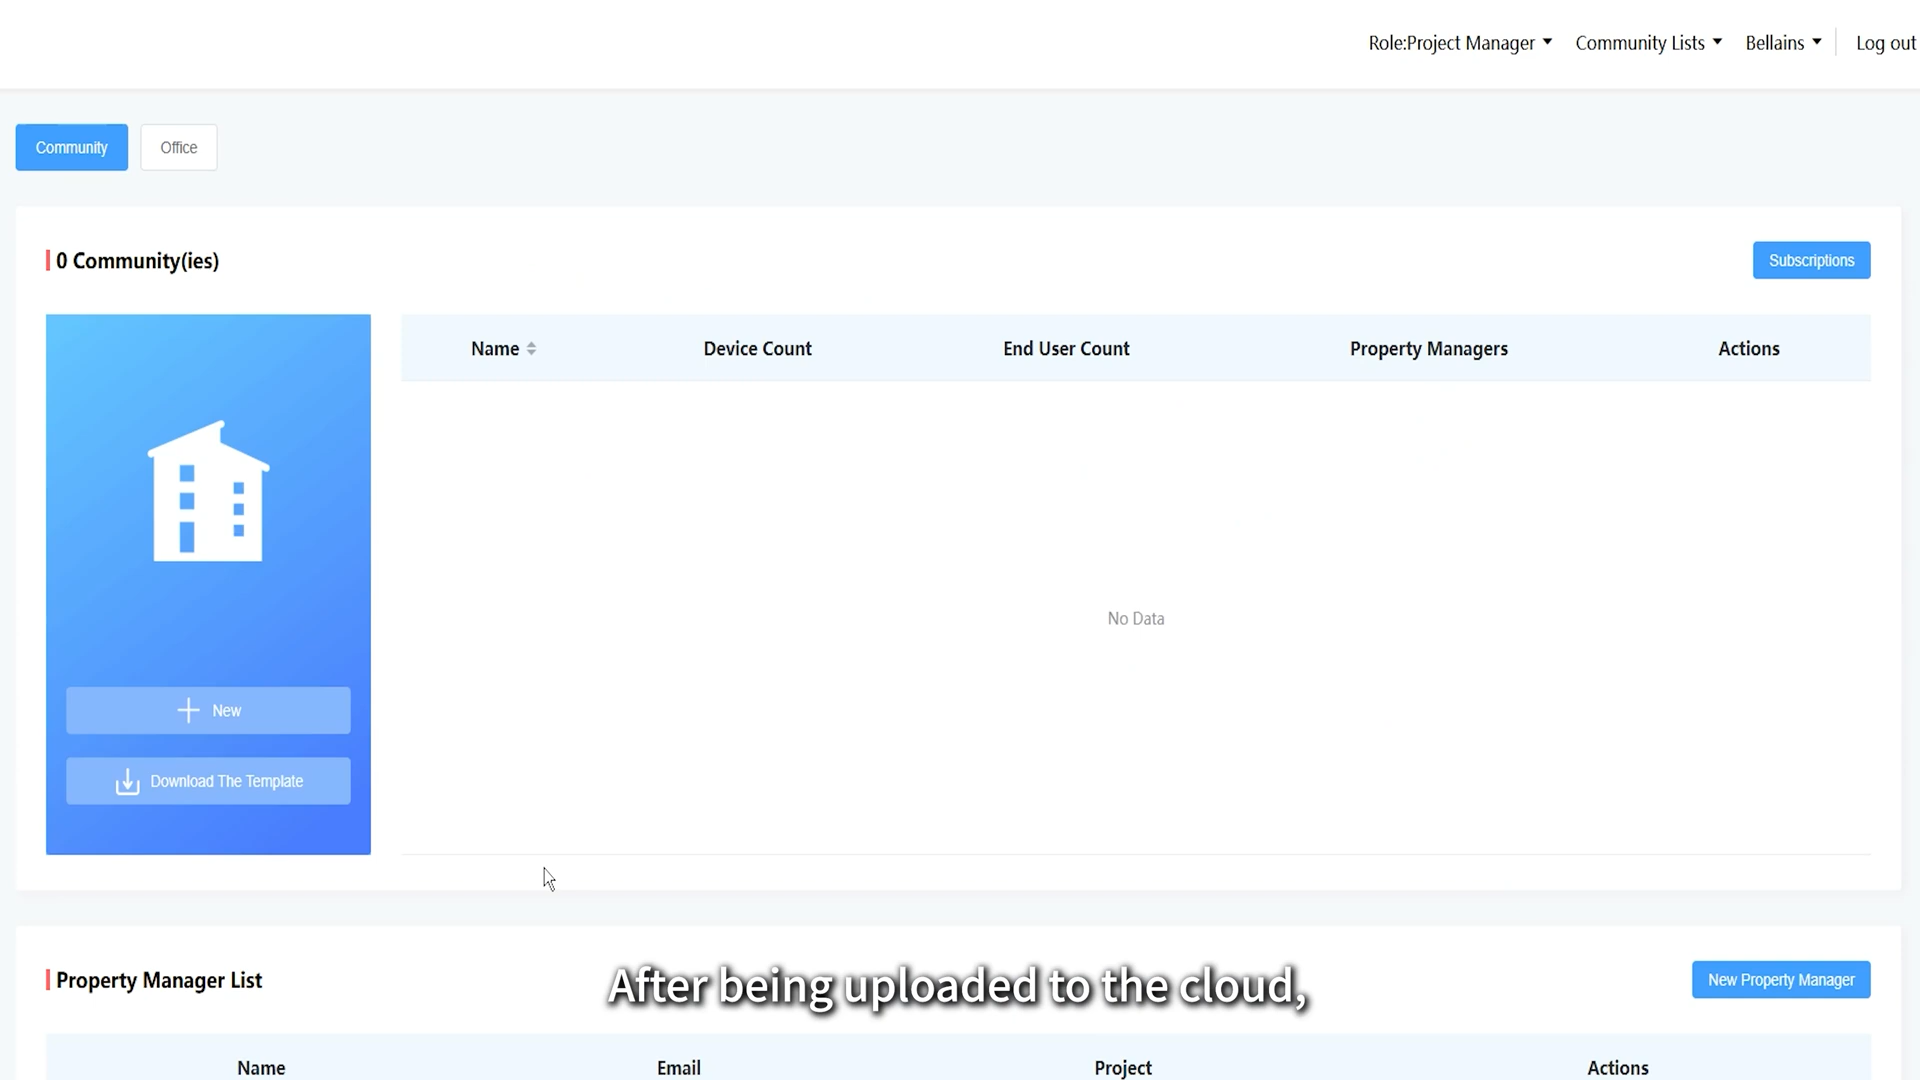 Role:Project Manager Community Lists Bellains Log out
Community Office
0 Community(ies) Subscriptions
Name Device Count End User Count Property Managers Actions
No Data
New
Download The Template
Property Manager List New Property Manager
After being uploaded to the cloud,
Name Email Project Actions